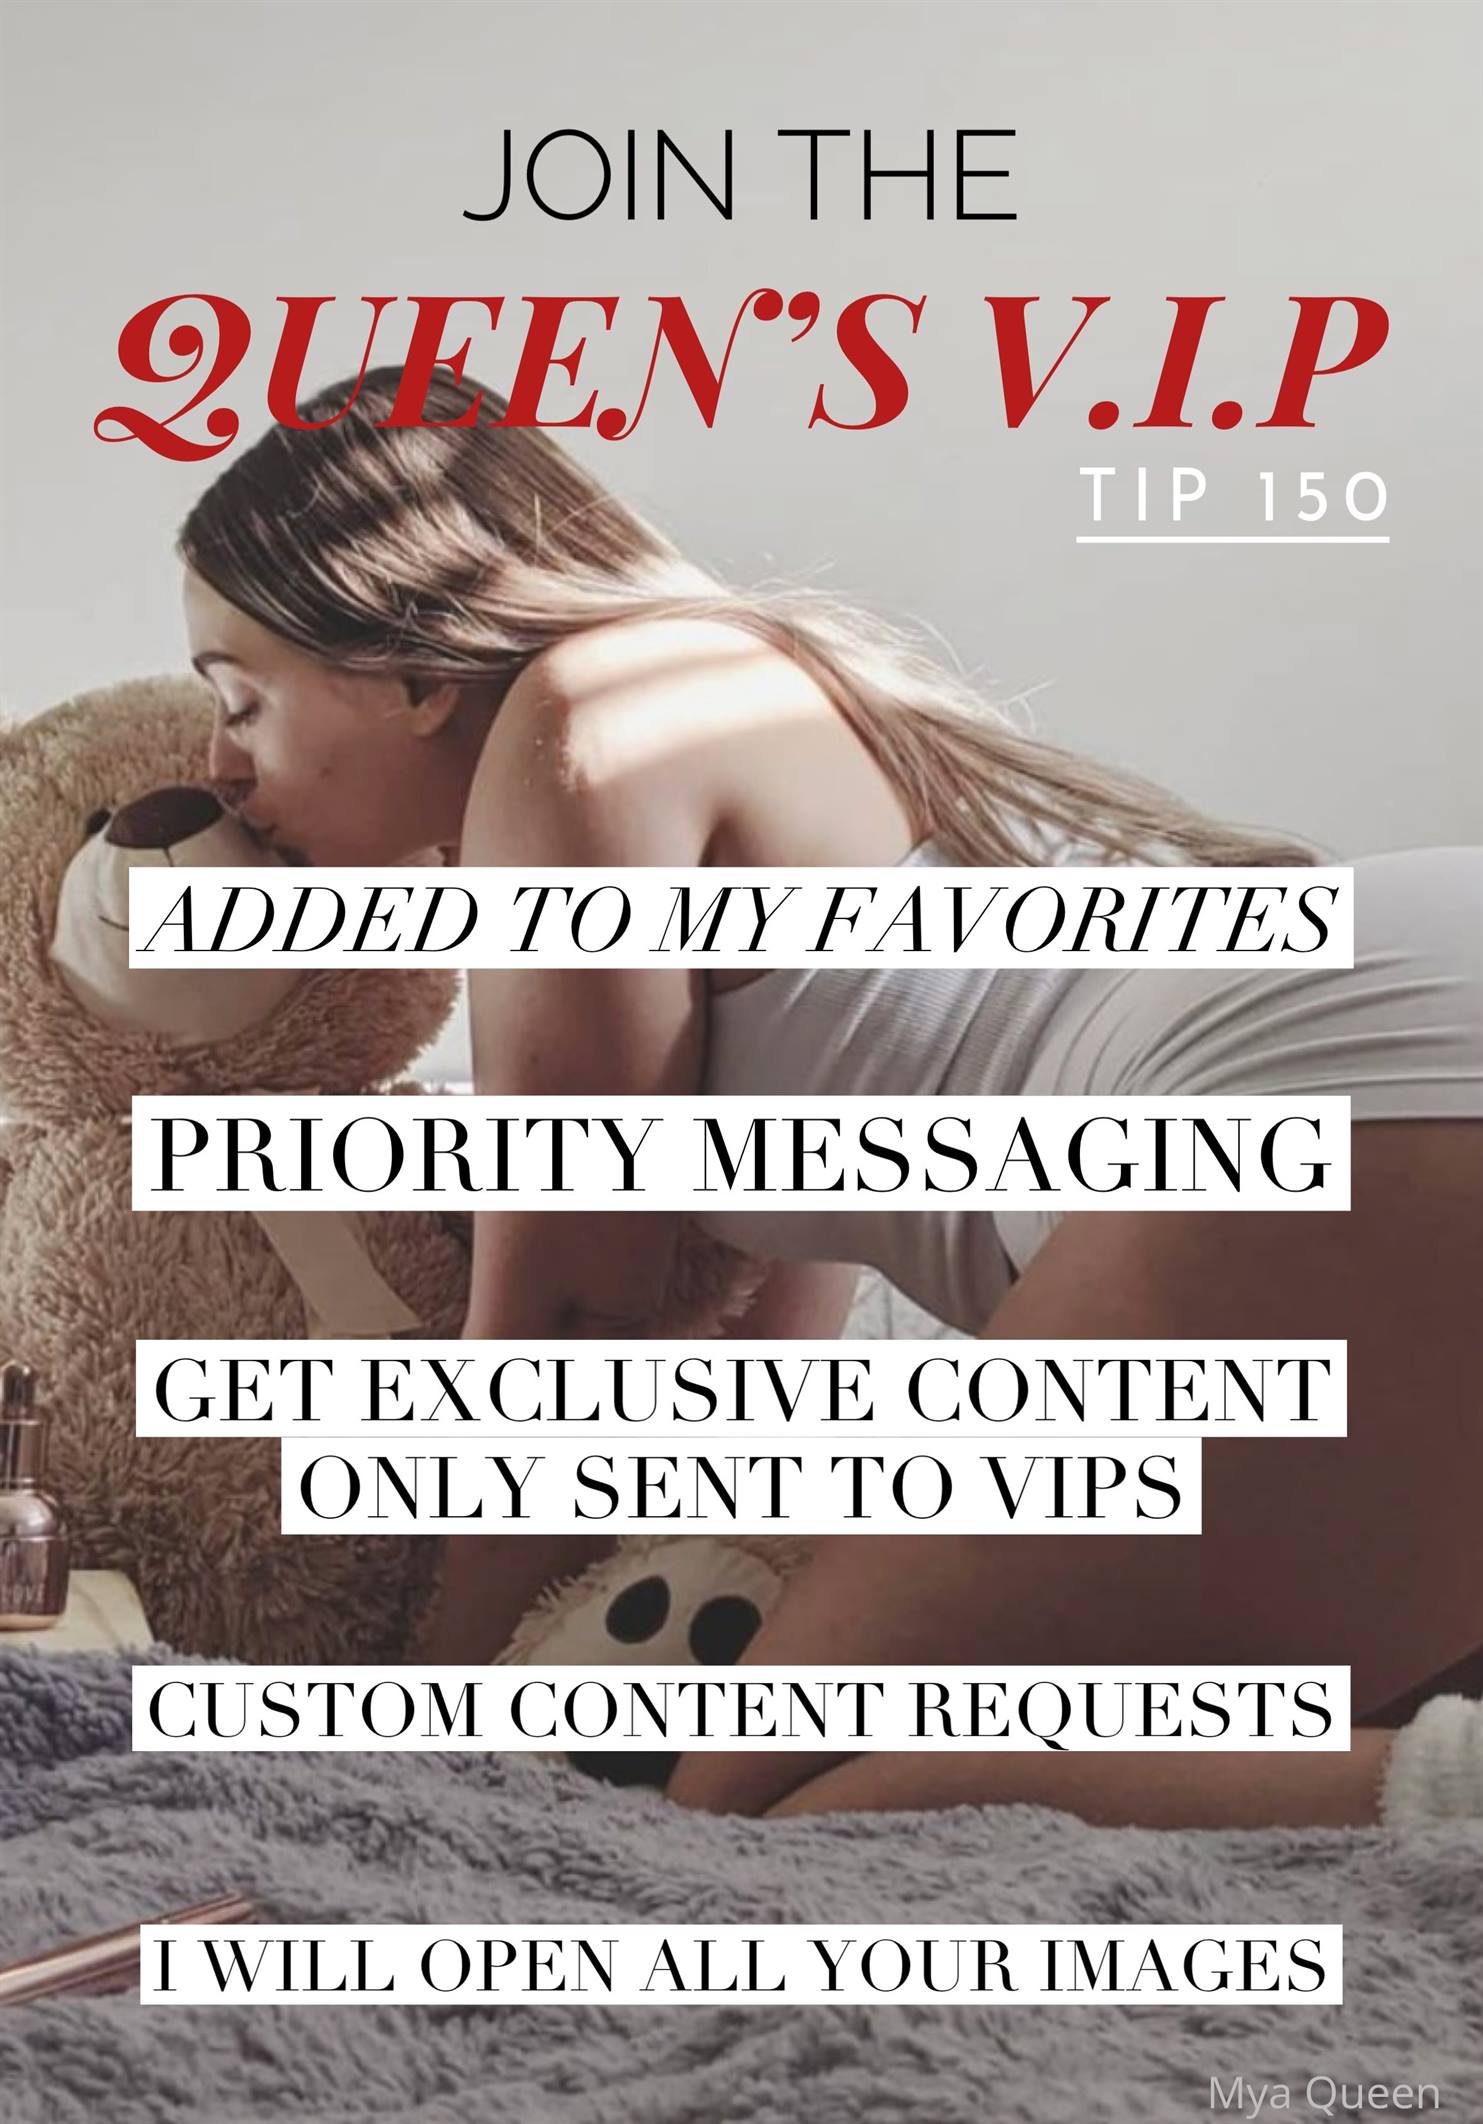 JOIN THE
QUEEN"S V.I.P
TIP 150
ADDED TO MY FAVORITES
PRIORITY MESSAGING
GET EXCLUSIVE CONTENT
ONLY SENT TO VIPS
CUSTOM CONTENT REQUESTS
I WILL OPEN ALL YOUR IMAGES
LOVE
Mya Queen